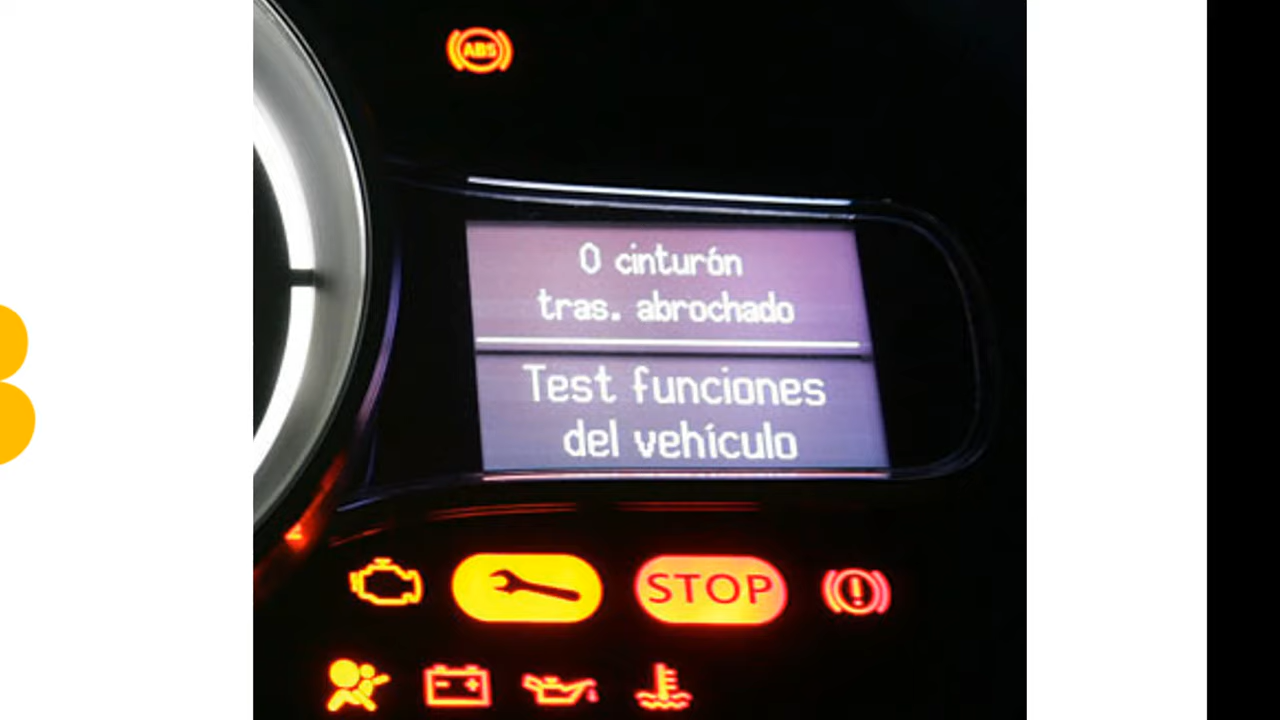 ABS
0 cinturón
tras. abrochado
Test funciones
del vehículo
STOP